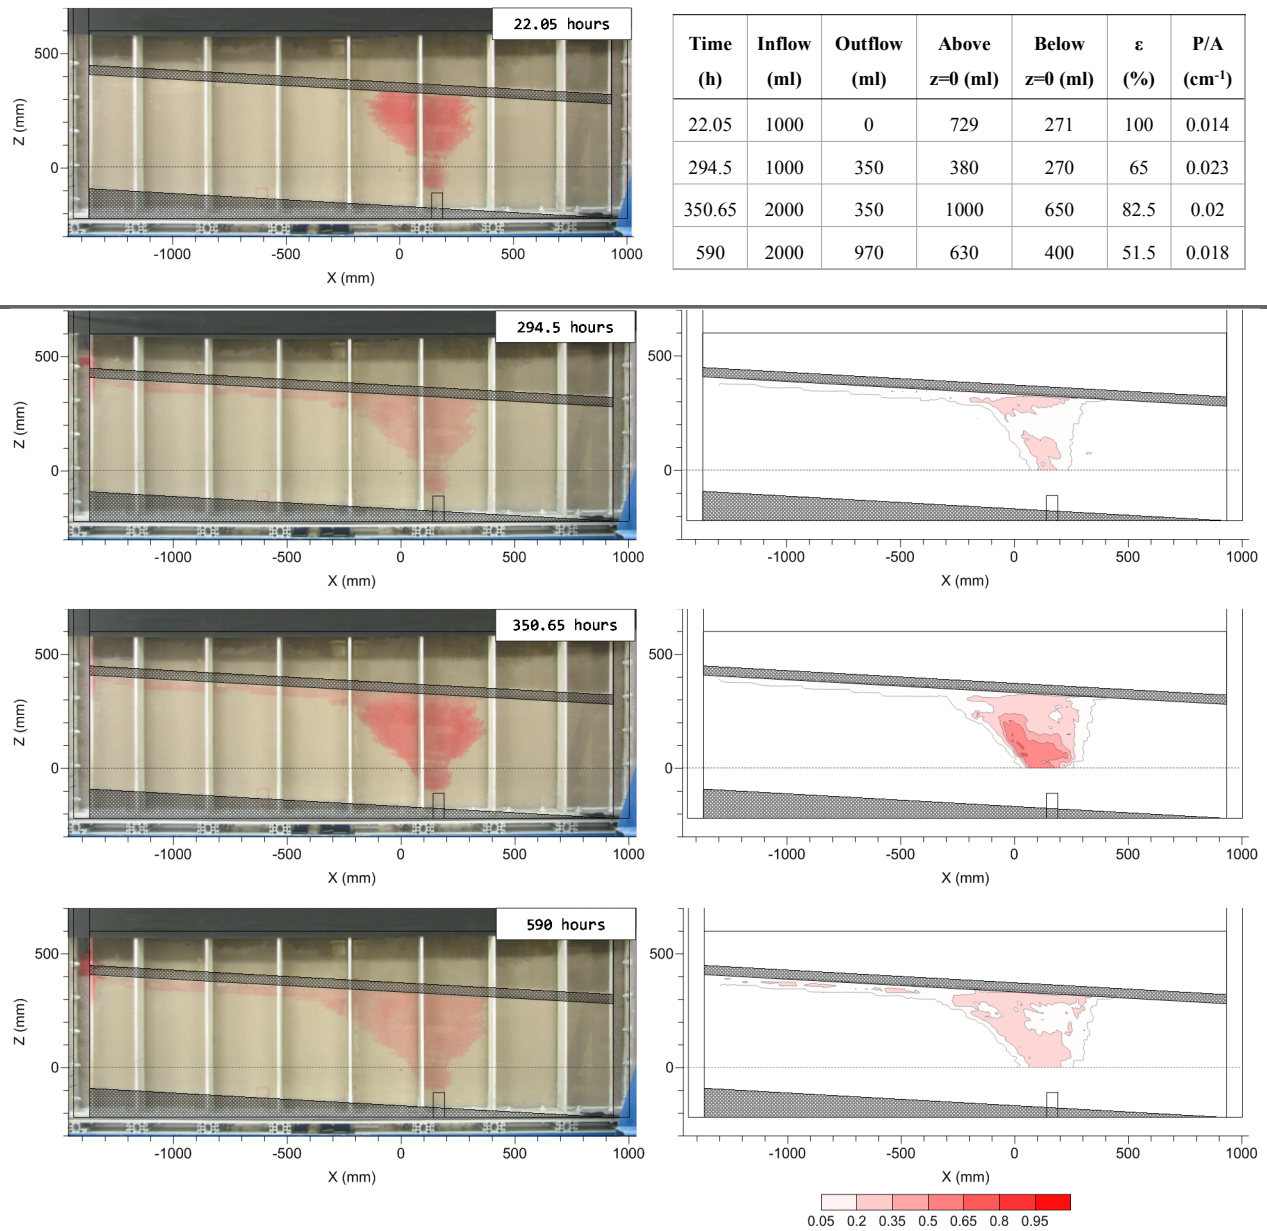 22.05 hours
500
0
Z (mm)
-1000 -500 0 500 1000
X (mm)
Time Inflow Outflow Above Below ε P/A
(h) (ml) (ml) z=0 (ml) z=0 (ml) (%) (cm⁻¹)
22.05 1000 0 729 271 100 0.014
294.5 1000 350 380 270 65 0.023
350.65 2000 350 1000 650 82.5 0.02
590 2000 970 630 400 51.5 0.018
294.5 hours
500
0
Z (mm)
-1000 -500 0 500 1000
X (mm)
500
0
-1000 -500 0 500 1000
X (mm)
350.65 hours
500
0
Z (mm)
-1000 -500 0 500 1000
X (mm)
500
0
-1000 -500 0 500 1000
X (mm)
590 hours
500
0
Z (mm)
-1000 -500 0 500 1000
X (mm)
500
0
-1000 -500 0 500 1000
X (mm)
0.05 0.2 0.35 0.5 0.65 0.8 0.95